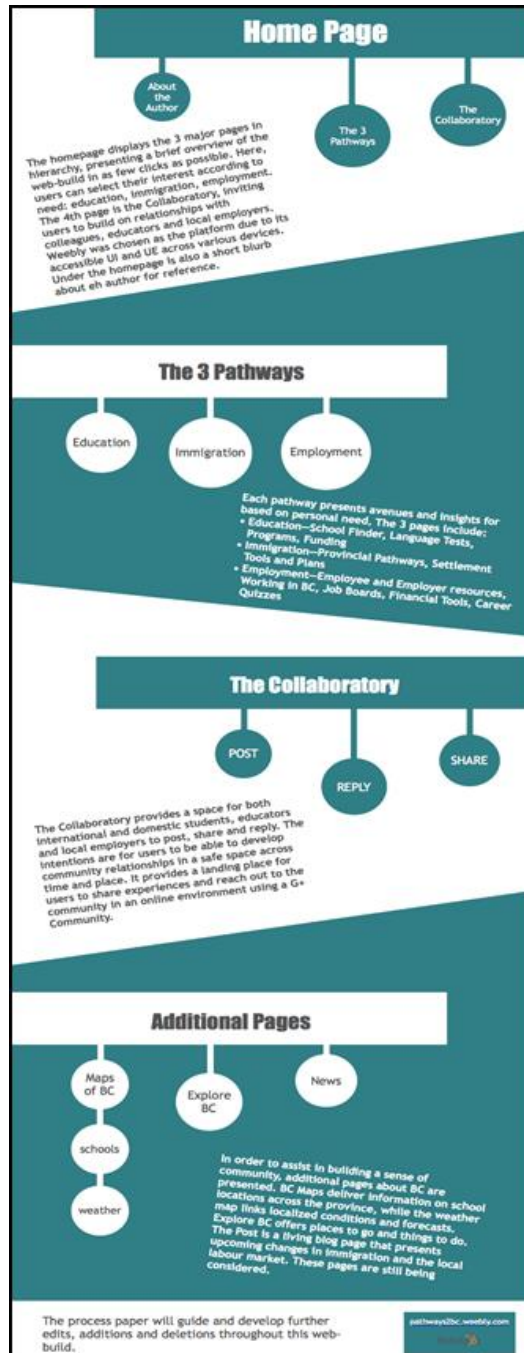 Home Page
About
the
Author
The 3
Pathways
The
Collaboratory
The homepage displays the 3 major pages in
hierarchy, presenting a brief overview of the
web-build in as few clicks as possible. Here,
users can select their interest according to
need: education, immigration, employment.
The 4th page is the Collaboratory, inviting
users to build on relationships with
colleagues, educators and local employers.
Weebly was chosen as the platform due to its
accessible UI and UE across various devices.
Under the homepage is also a short blurb
about eh author for reference.
The 3 Pathways
Education
Immigration
Employment
Each pathway presents avenues and insights for
based on personal need. The 3 pages include:
• Education—School Finder, Language Tests,
Programs, Funding
• Immigration—Provincial Pathways, Settlement
Tools and Plans
• Employment—Employee and Employer resources,
Working in BC, Job Boards, Financial Tools, Career
Quizzes
The Collaboratory
POST
REPLY
SHARE
The Collaboratory provides a space for both
international and domestic students, educators
and local employers to post, share and reply. The
intentions are for users to be able to develop
community relationships in a safe space across
time and place. It provides a landing place for
users to share experiences and reach out to the
community in an online environment using a G+
Community.
Additional Pages
Maps
of BC
schools
weather
Explore
BC
News
In order to assist in building a sense of
community, additional pages about BC are
presented. BC Maps deliver information on school
locations across the province, while the weather
map links localized conditions and forecasts.
Explore BC offers places to go and things to do.
The Post is a living blog page that presents
upcoming changes in immigration and the local
labour market. These pages are still being
considered.
The process paper will guide and develop further
edits, additions and deletions throughout this web-
build.
pathways2bc.weebly.com